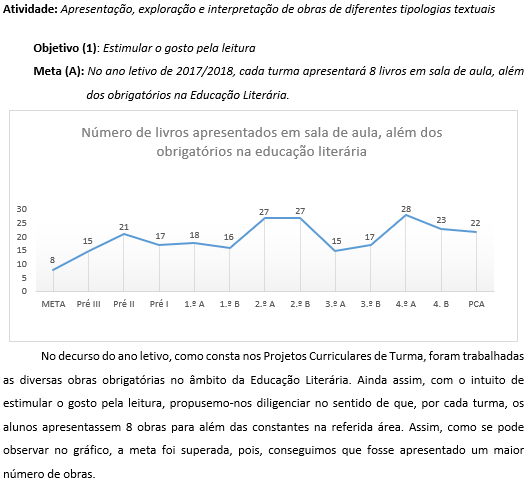 Atividade: Apresentação, exploração e interpretação de obras de diferentes tipologias textuais
Objetivo (1): Estimular o gosto pela leitura
Meta (A): No ano letivo de 2017/2018, cada turma apresentará 8 livros em sala de aula, além
dos obrigatórios na Educação Literária.
Número de livros apresentados em sala de aula, além dos
obrigatórios na educação literária
30
25
20
15
10
5
0
8 15 21 17 18 16 27 27 15 17 28 23 22
META Pré III Pré II Pré I 1.º A 1.º B 2.º A 2.º B 3.º A 3.º B 4.º A 4. B PCA
No decurso do ano letivo, como consta nos Projetos Curriculares de Turma, foram trabalhadas
as diversas obras obrigatórias no âmbito da Educação Literária. Ainda assim, com o intuito de
estimular o gosto pela leitura, propusemo-nos diligenciar no sentido de que, por cada turma, os
alunos apresentassem 8 obras para além das constantes na referida área. Assim, como se pode
observar no gráfico, a meta foi superada, pois, conseguimos que fosse apresentado um maior
número de obras.